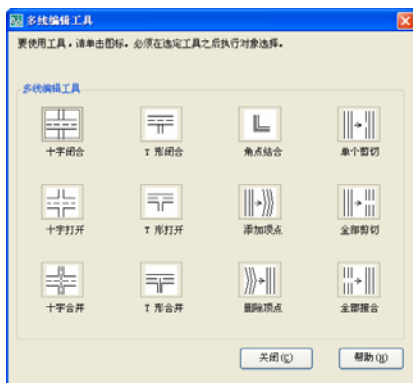 多线编辑工具
要使用工具，请单击图标。必须在选定工具之后执行对象选择。
多线编辑工具
十字闭合 T 形闭合 角点结合 单个剪切
十字打开 T 形打开 添加顶点 全部剪切
十字合并 T 形合并 删除顶点 全部接合
关闭(C) 帮助(H)